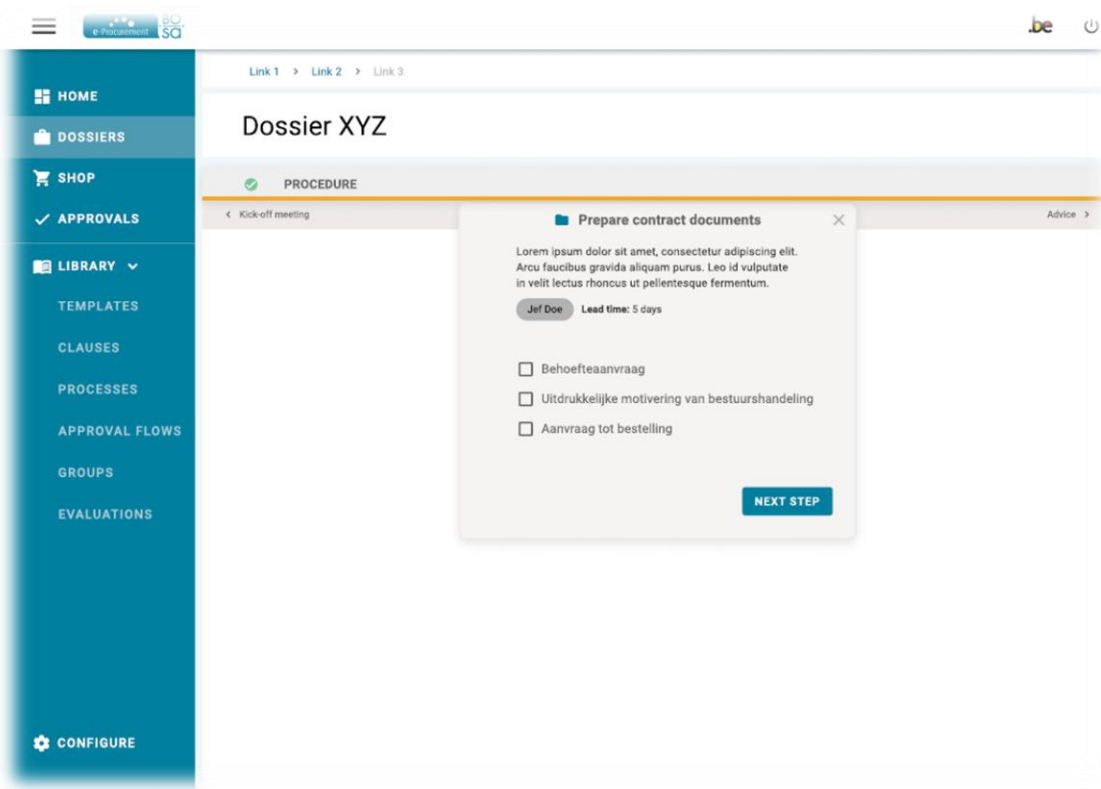 e-Procurement BOSA
.be
Link 1 > Link 2 > Link 3
HOME
DOSSIERS
SHOP
APPROVALS
LIBRARY
TEMPLATES
CLAUSES
PROCESSES
APPROVAL FLOWS
GROUPS
EVALUATIONS
CONFIGURE
Dossier XYZ
PROCEDURE
< Kick-off meeting
Advice >
Prepare contract documents
Lorem ipsum dolor sit amet, consectetur adipiscing elit.
Arcu faucibus gravida aliquam purus. Leo id vulputate
in velit lectus rhoncus ut pellentesque fermentum.
Jef Doe Lead time: 5 days
Behoefteaanvraag
Uitdrukkelijke motivering van bestuurshandeling
Aanvraag tot bestelling
NEXT STEP